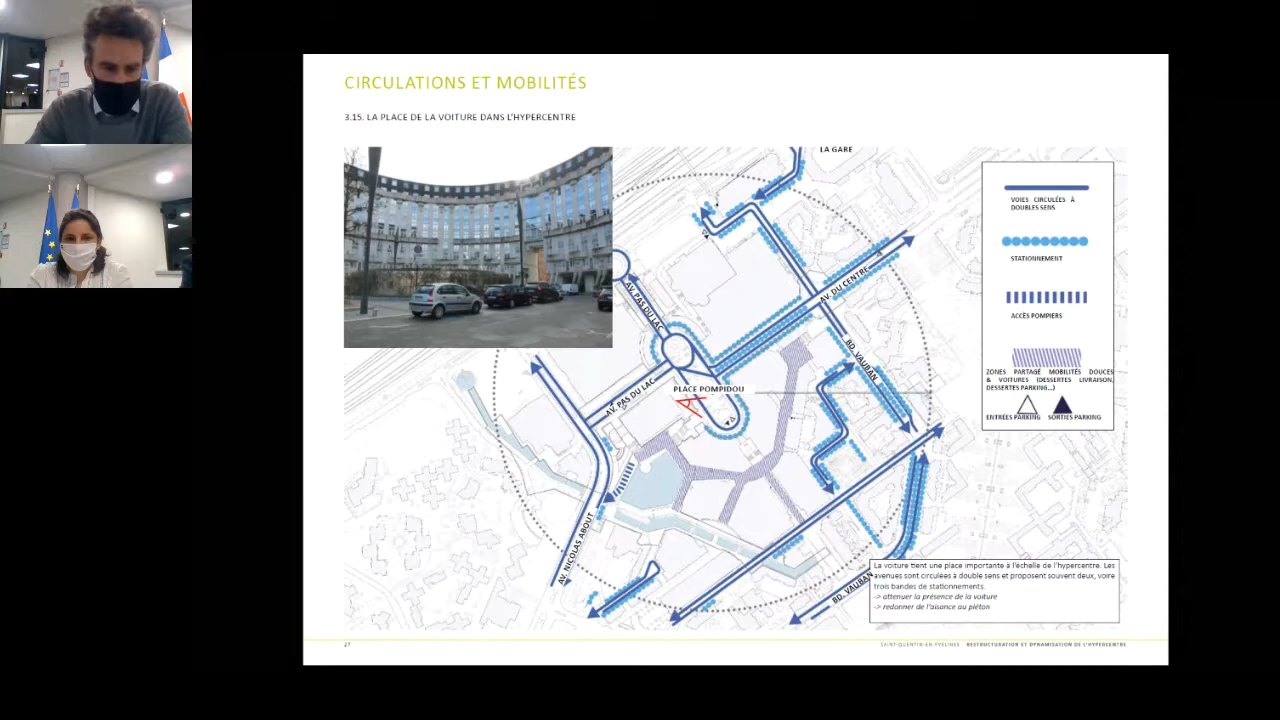 CIRCULATIONS ET MOBILITÉS
3.15. LA PLACE DE LA VOITURE DANS L'HYPERCENTRE
LA GARE
AV. PAS DU LAC
AV. DU CENTRE
BD. VAUBAN
PLACE POMPIDOU
AV. PAS DU LAC
AV. NICOLAS ABOUT
BD. VAUBAN
VOIES CIRCULÉES À
DOUBLES SENS
STATIONNEMENT
ACCÈS POMPIERS
ZONES PARTAGÉ MOBILITÉS DOUCES
& VOITURES (DESSERTES LIVRAISON,
DESSERTES PARKING...)
ENTRÉES PARKING SORTIES PARKING
La voiture tient une place importante à l'échelle de l'hypercentre. Les
avenues sont circulées à double sens et proposent souvent deux, voire
trois bandes de stationnements.
-> attenuer la présence de la voiture
-> redonner de l'aisance au piéton
27
SAINT-QUENTIN-EN-YVELINES RESTRUCTURATION ET DYNAMISATION DE L'HYPERCENTRE